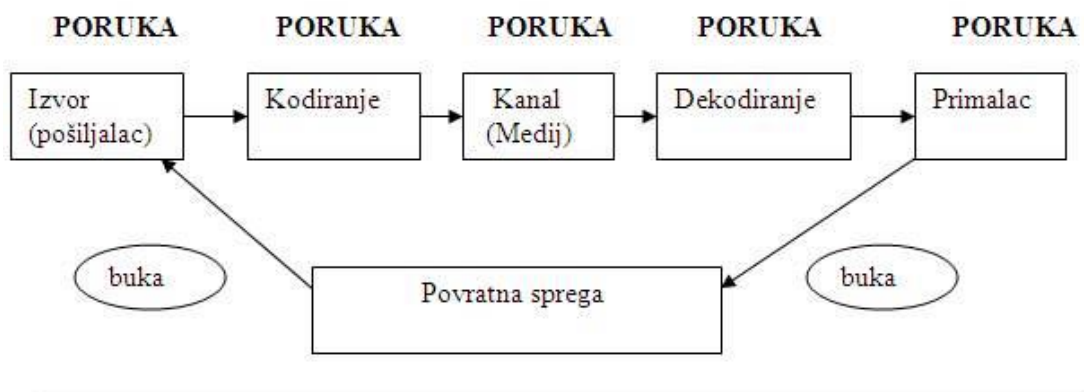 PORUKA PORUKA PORUKA PORUKA PORUKA
Izvor
(pošiljalac)
Kodiranje
Kanal
(Medij)
Dekodiranje
Primalac
buka
Povratna sprega
buka